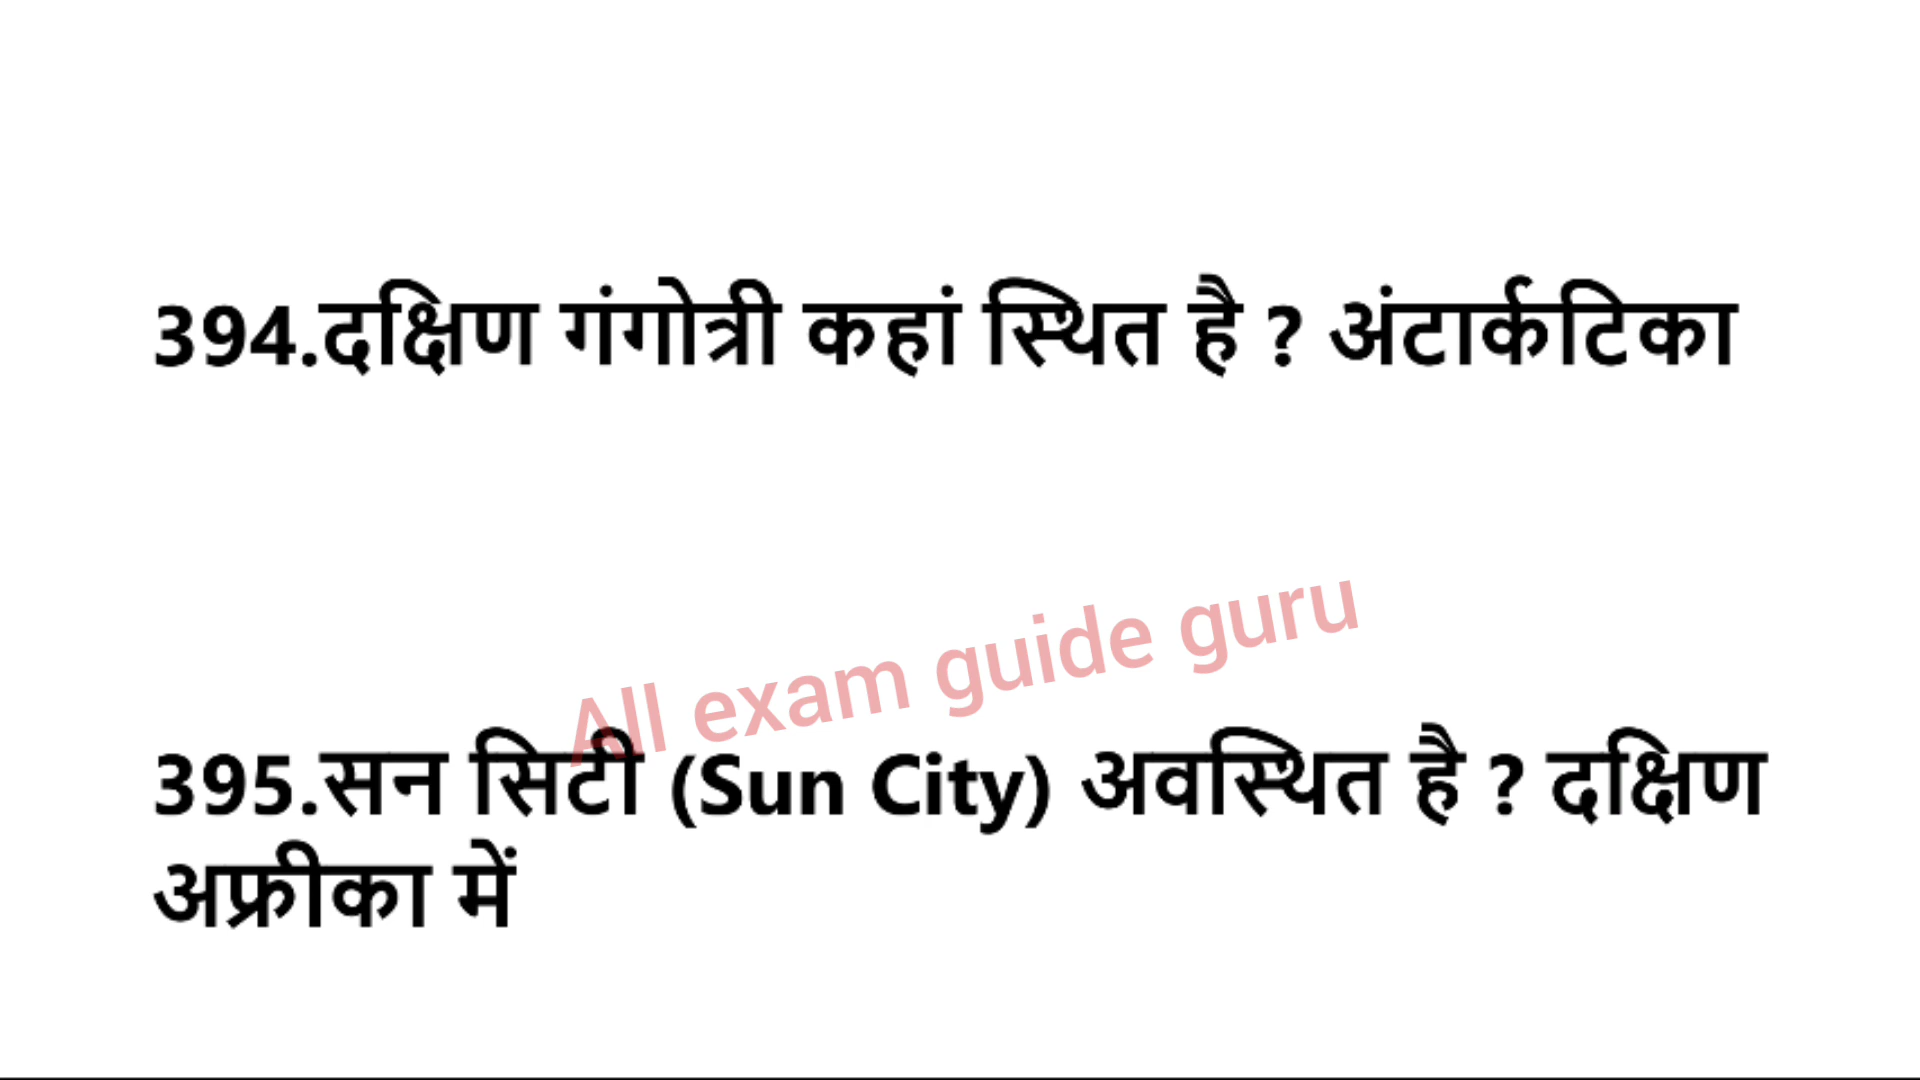 394.दक्षिण गंगोत्री कहां स्थित है ? अंटार्कटिका
All exam guide guru
395.सन सिटी (Sun City) अवस्थित है ? दक्षिण
अफ्रीका में